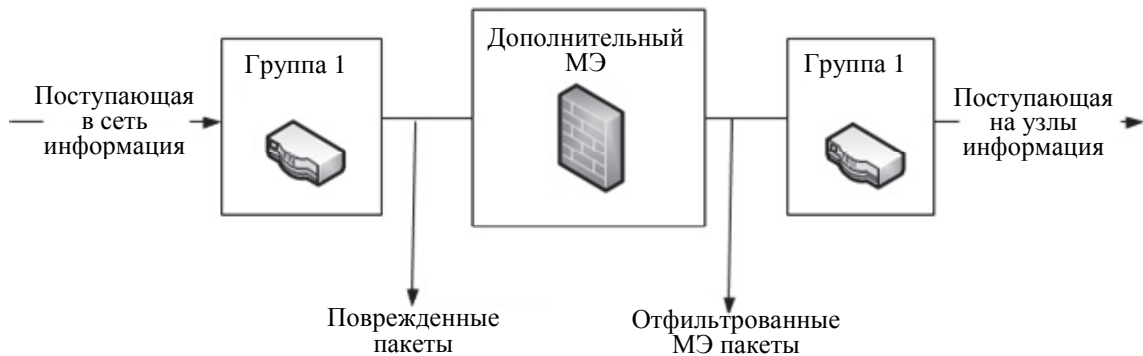 Поступающая
в сеть
информация
Группа 1
Дополнительный
МЭ
Группа 1
Поступающая
на узлы
информация
Поврежденные
пакеты
Отфильтрованные
МЭ пакеты